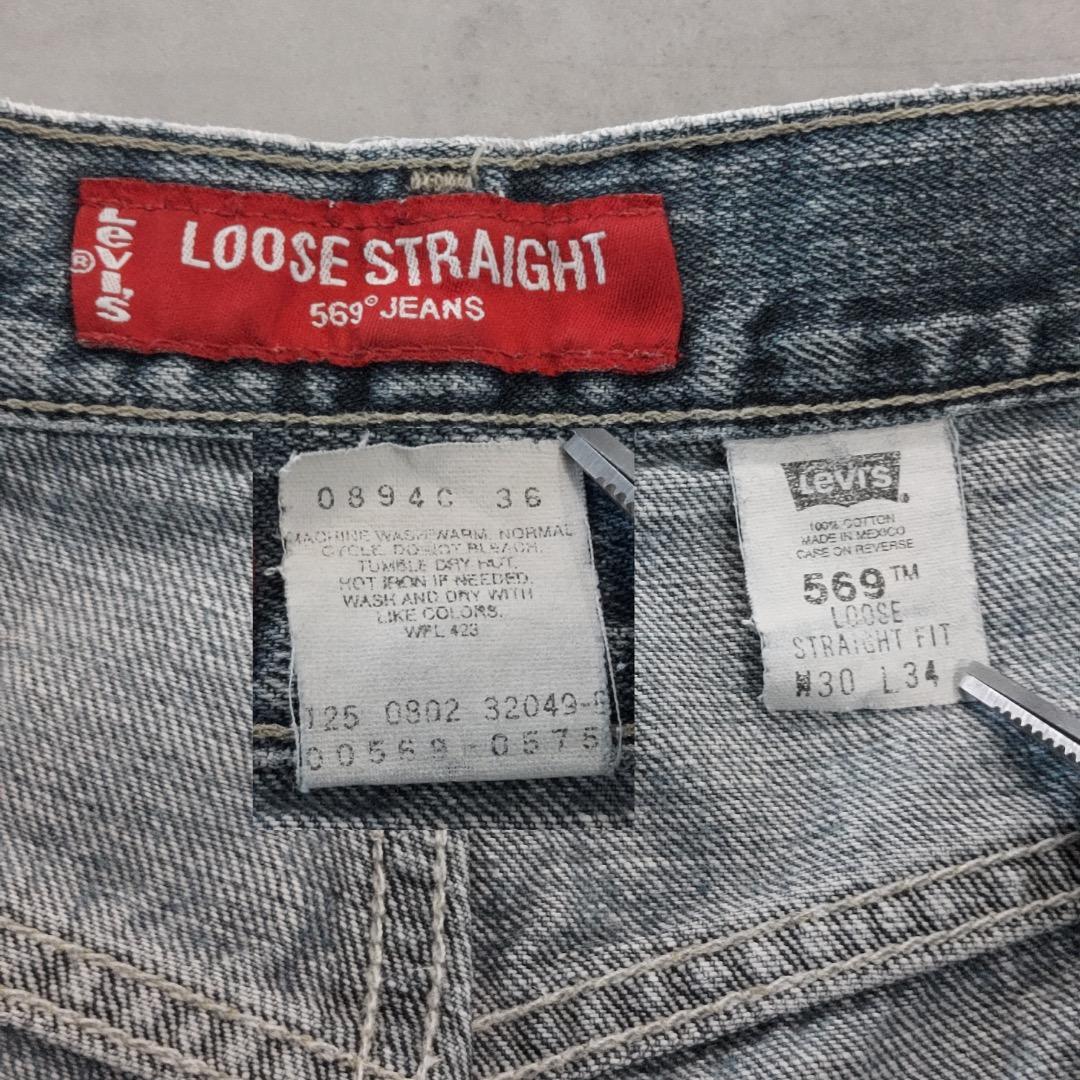 Levi's®
LOOSE STRAIGHT
569® JEANS
0894C 36
MACHINE WASH WARM, NORMAL
CYCLE. DO NOT BLEACH.
TUMBLE DRY HOT.
HOT IRON IF NEEDED.
WASH AND DRY WITH
LIKE COLORS.
WPL 423
125 0802 32049-
00569-0575
Levi's®
100% COTTON
MADE IN MEXICO
CARE ON REVERSE
569™
LOOSE
STRAIGHT FIT
W30 L34